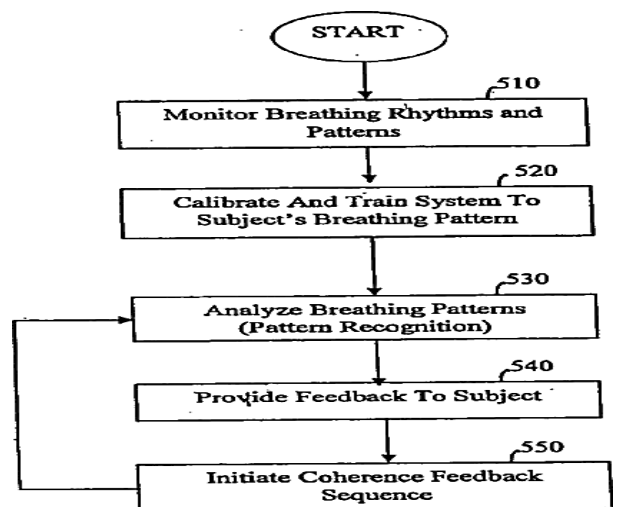 START
510
Monitor Breathing Rhythms and
Patterns
520
Calibrate And Train System To
Subject's Breathing Pattern
530
Analyze Breathing Patterns
(Pattern Recognition)
540
Provide Feedback To Subject
550
Initiate Coherence Feedback
Sequence